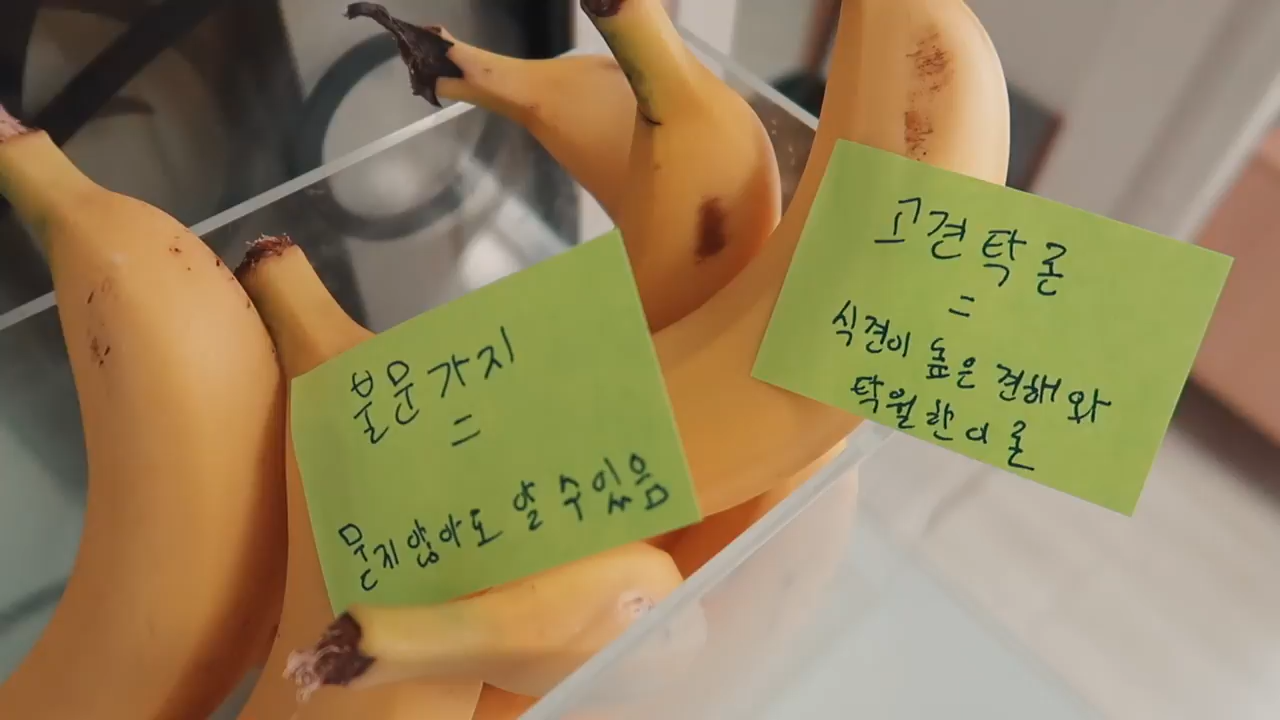 불문가지
=
묻지않아도 알 수있음
고견탁론
=
식견이 높은 견해와
탁월한이론